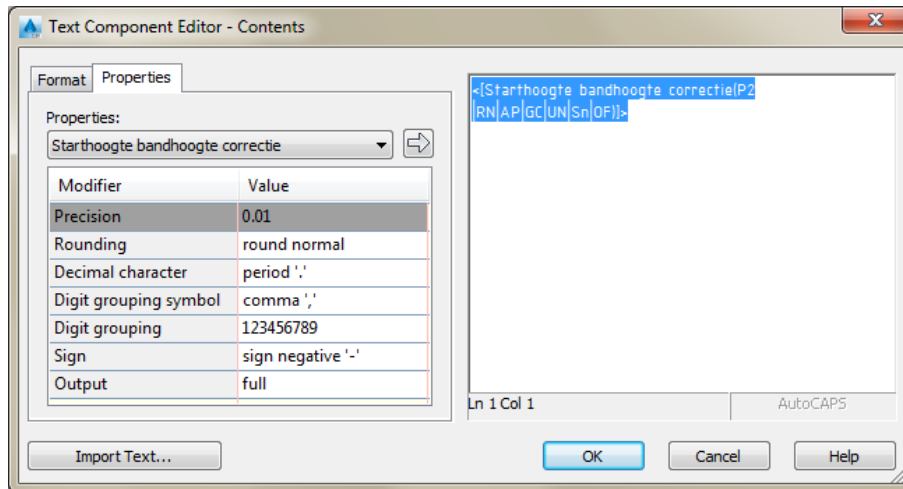 Text Component Editor - Contents
Format Properties
Properties:
Starthoogte bandhoogte correctie
Modifier Value
Precision 0.01
Rounding round normal
Decimal character period '.'
Digit grouping symbol comma ','
Digit grouping 123456789
Sign sign negative '-'
Output full
<[Starthoogte bandhoogte correctie(P2
|RN|AP|GC|UN|Sn|OF)]>
Ln 1 Col 1 AutoCAPS
Import Text... OK Cancel Help